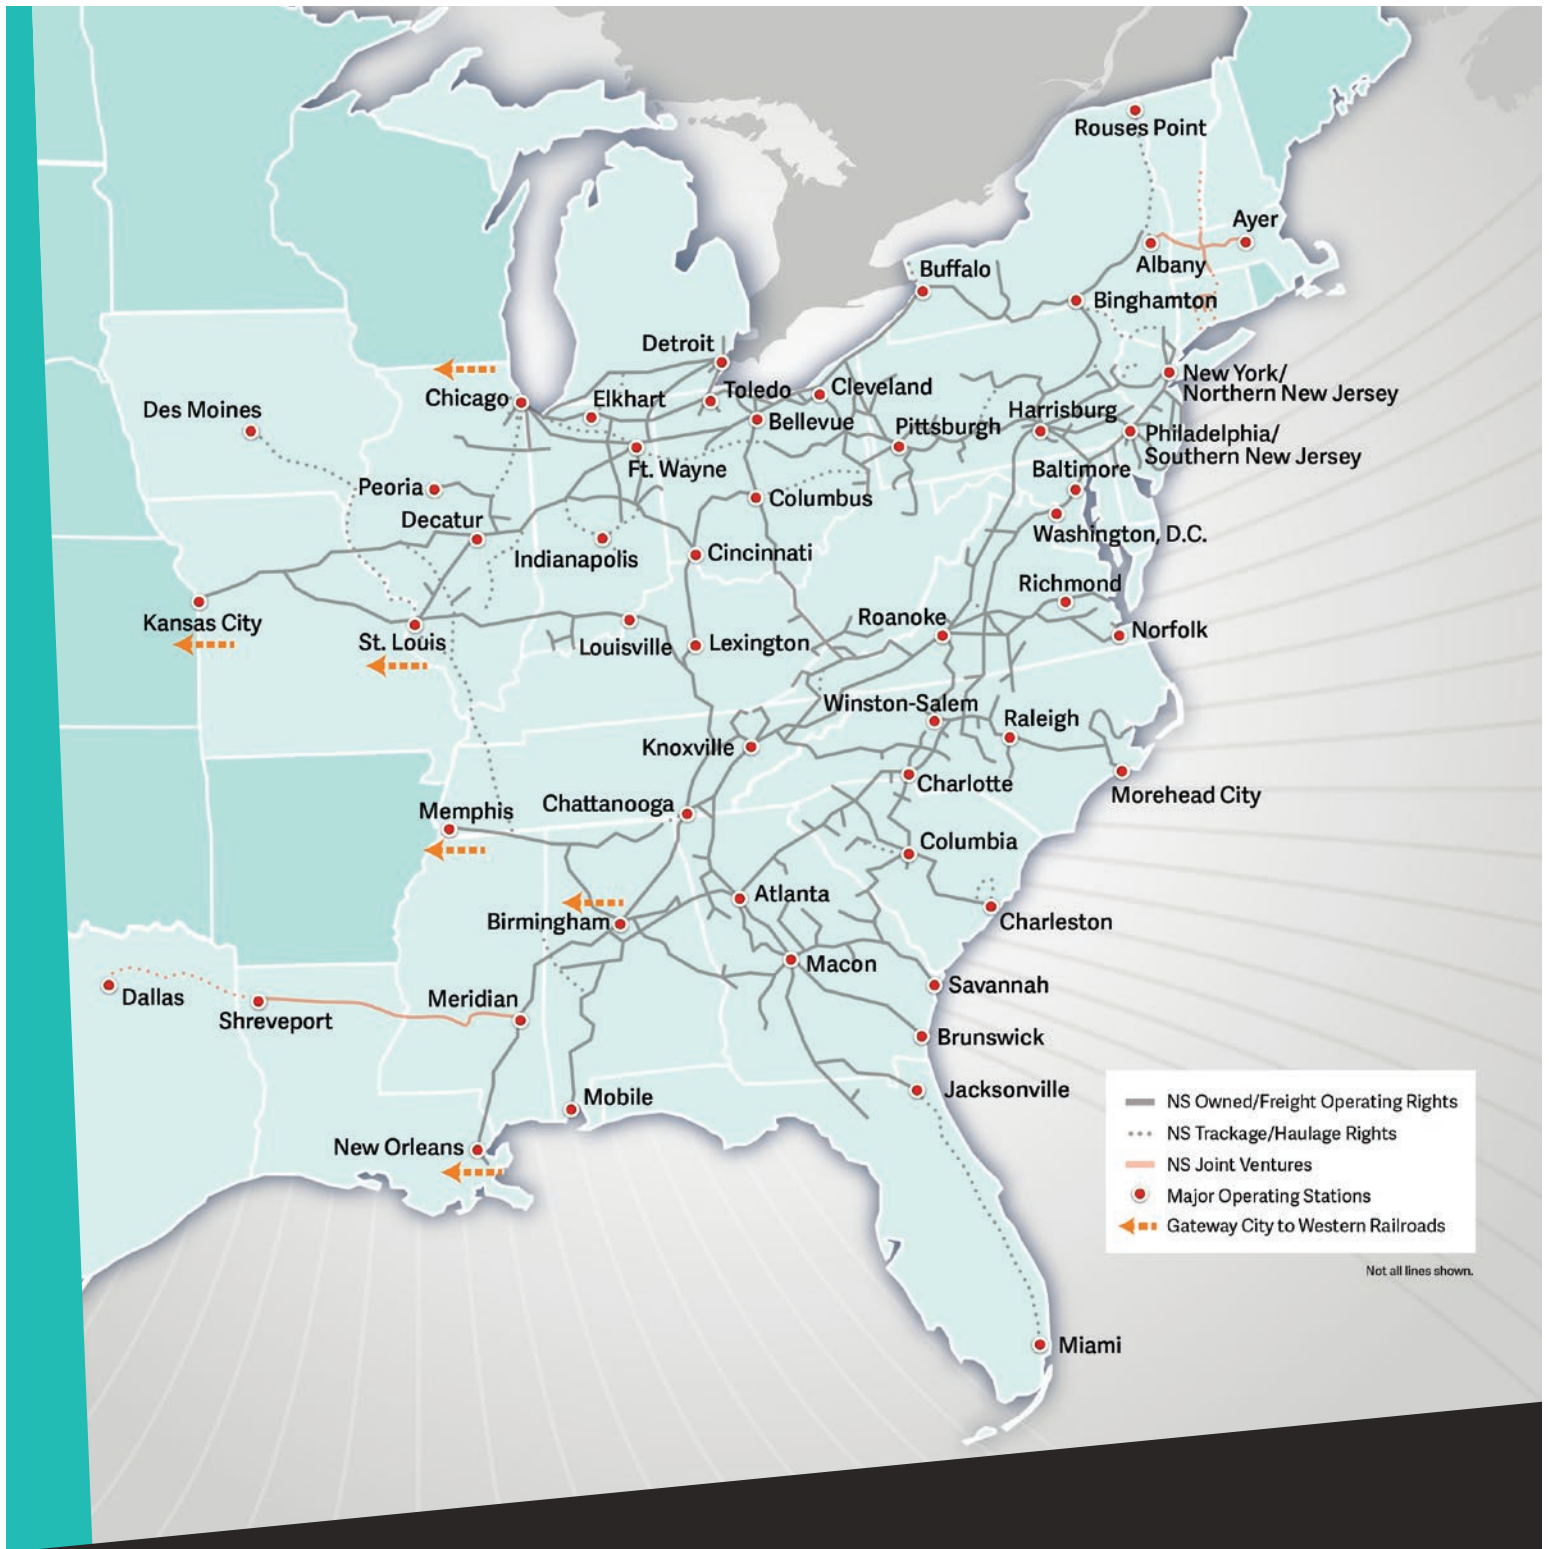 Rouses Point
Ayer
Albany
Buffalo
Binghamton
Detroit
New York/
Northern New Jersey
Chicago
Elkhart
Toledo
Cleveland
Des Moines
Bellevue
Pittsburgh
Harrisburg
Philadelphia/
Southern New Jersey
Ft. Wayne
Baltimore
Peoria
Columbus
Decatur
Washington, D.C.
Indianapolis
Cincinnati
Richmond
Kansas City
St. Louis
Louisville
Lexington
Roanoke
Norfolk
Winston-Salem
Raleigh
Knoxville
Charlotte
Morehead City
Memphis
Chattanooga
Columbia
Atlanta
Birmingham
Charleston
Macon
Dallas
Shreveport
Meridian
Savannah
Brunswick
Mobile
Jacksonville
New Orleans
NS Owned/Freight Operating Rights
NS Trackage/Haulage Rights
NS Joint Ventures
Major Operating Stations
Gateway City to Western Railroads
Not all lines shown.
Miami